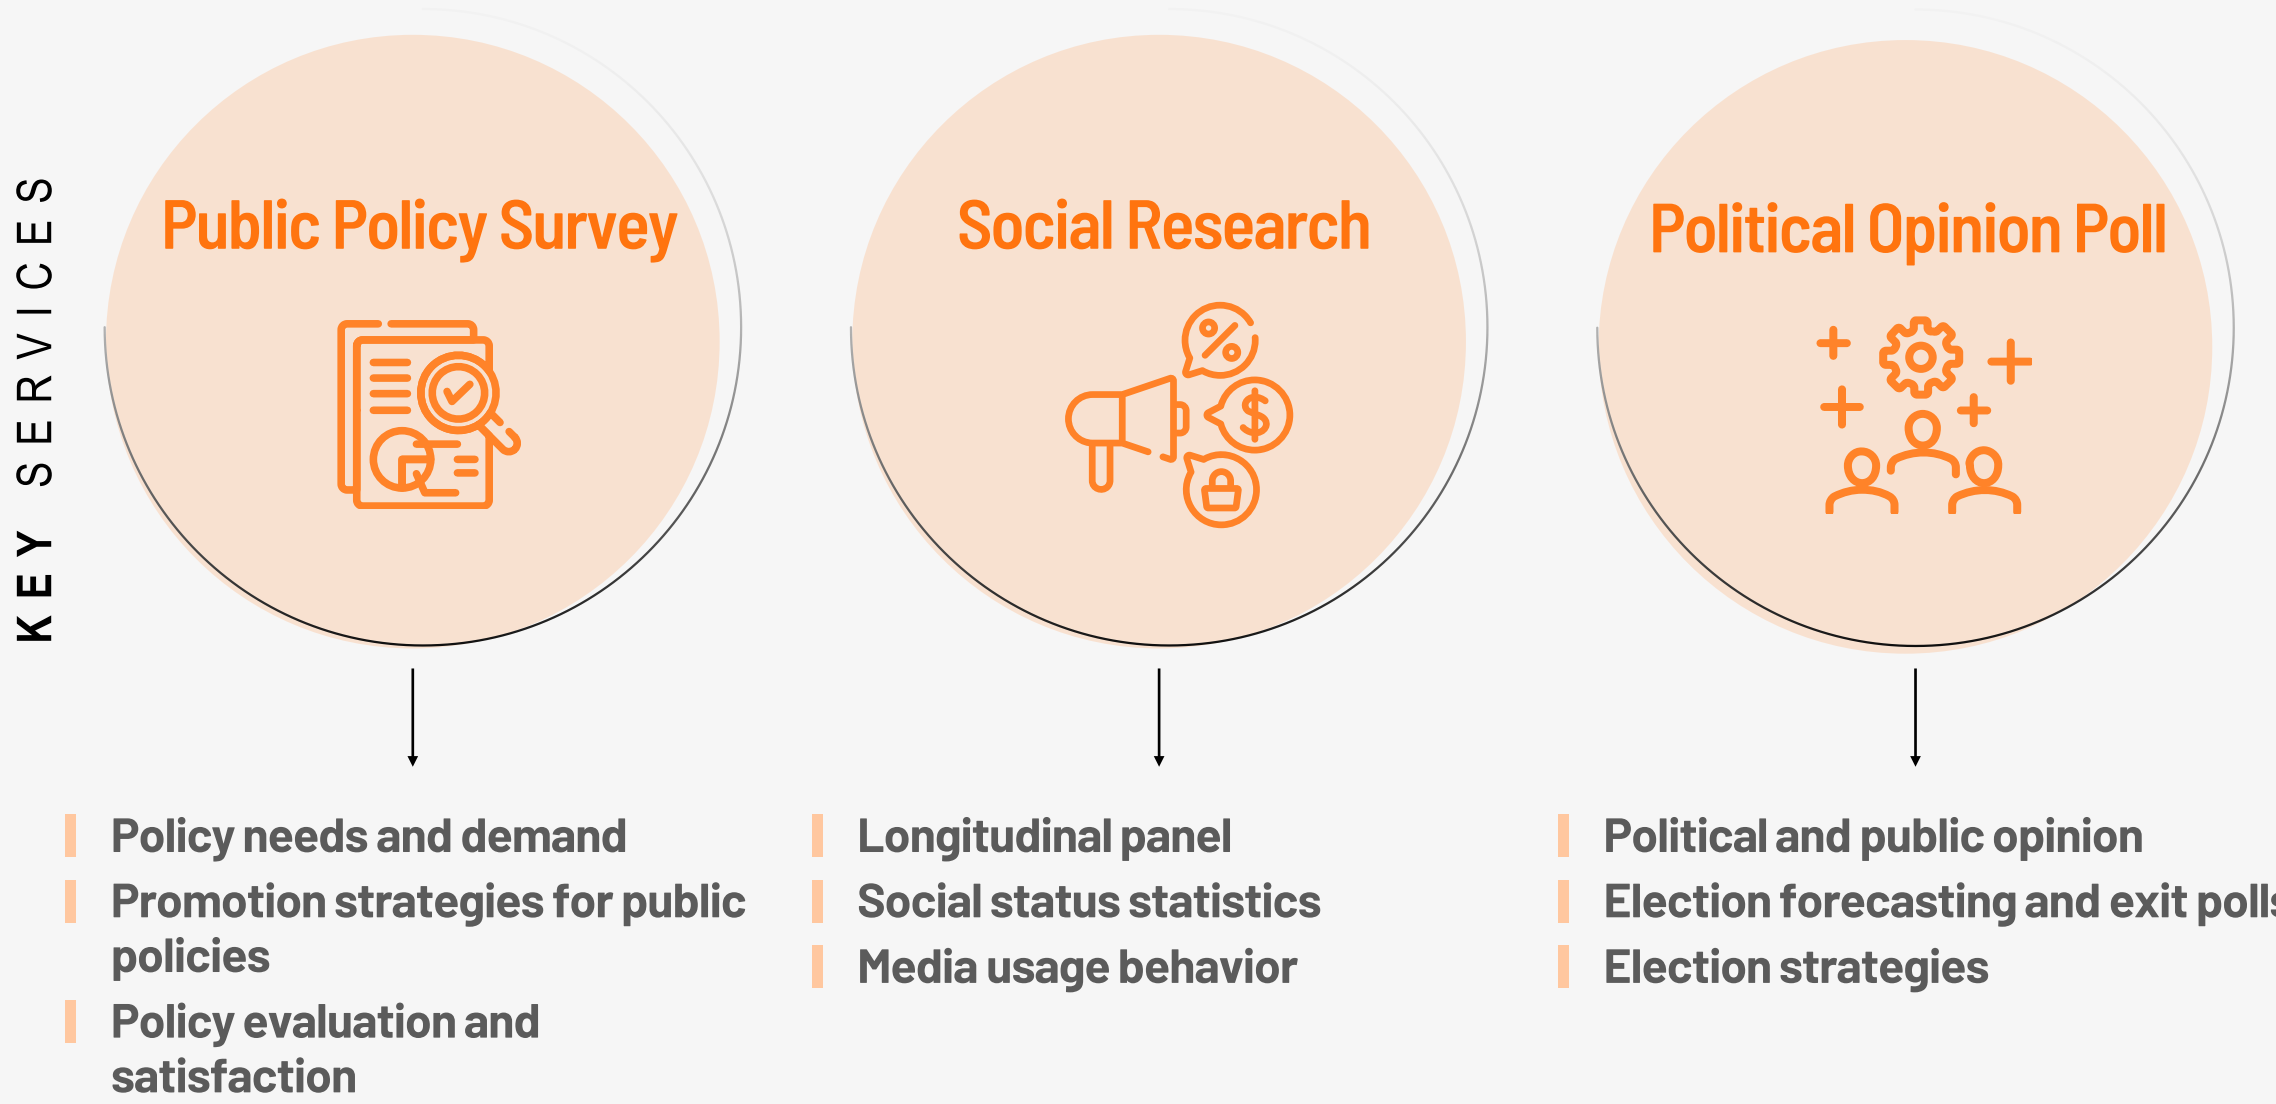 KEY SERVICES
Public Policy Survey
Policy needs and demand
Promotion strategies for public
policies
Policy evaluation and
satisfaction
Social Research
%
$
Longitudinal panel
Social status statistics
Media usage behavior
Political Opinion Poll
Political and public opinion
Election forecasting and exit polls
Election strategies